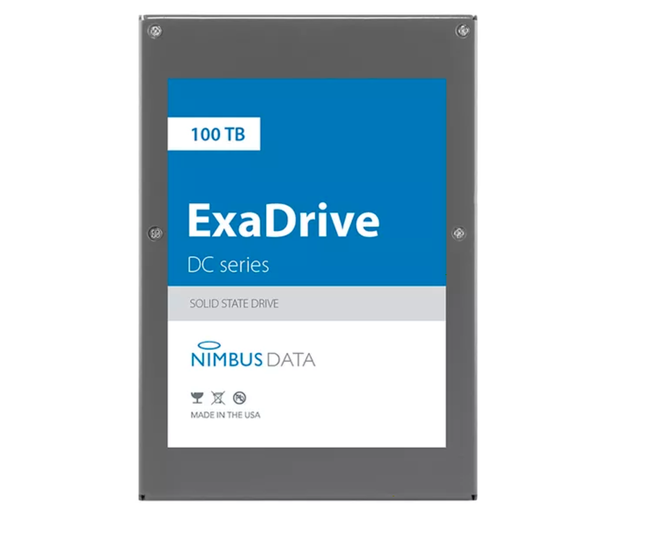 100 TB
ExaDrive
DC series
SOLID STATE DRIVE
NIMBUS DATA
MADE IN THE USA